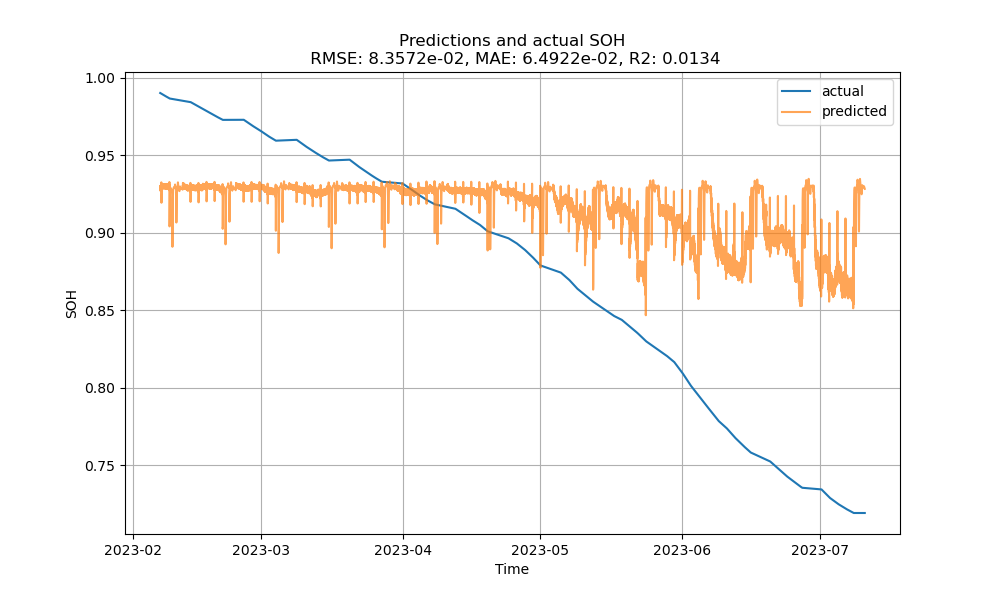 Predictions and actual SOH
RMSE: 8.3572e-02, MAE: 6.4922e-02, R2: 0.0134
actual
predicted
1.00
0.95
0.90
0.85
0.80
0.75
SOH
2023-02 2023-03 2023-04 2023-05 2023-06 2023-07
Time